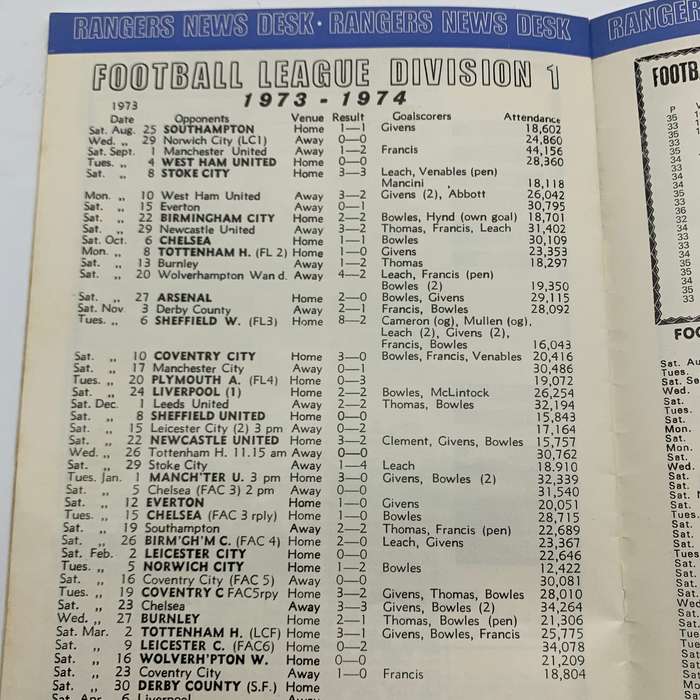 RANGERS NEWS DESK · RANGERS NEWS DESK
FOOTBALL LEAGUE DIVISION 1
1973 - 1974
1973
Date Opponents Venue Result Goalscorers Attendance
Sat. Aug. 25 SOUTHAMPTON Home 1—1 Givens 18,602
Wed. „ 29 Norwich City (LC1) Away 0—0 24,860
Sat. Sept. 1 Manchester United Away 1—2 Francis 44,156
Tues. „ 4 WEST HAM UNITED Home 0—0 28,360
Sat. „ 8 STOKE CITY Home 3—3 Leach, Venables (pen)
Mancini 18,118
Mon. „ 10 West Ham United Away 3—2 Givens (2), Abbott 26,042
Sat. „ 15 Everton Away 0—1 30,795
Sat. „ 22 BIRMINGHAM CITY Home 2—2 Bowles, Hynd (own goal) 18,701
Sat. „ 29 Newcastle United Away 3—2 Thomas, Francis, Leach 31,402
Sat. Oct. 6 CHELSEA Home 1—1 Bowles 30,109
Mon. „ 8 TOTTENHAM H. (FL 2) Home 1—0 Givens 23,353
Sat. „ 13 Burnley Away 1—2 Thomas 18,297
Sat. „ 20 Wolverhampton Wan d. Away 4—2 Leach, Francis (pen)
Bowles (2) 19,350
Sat. „ 27 ARSENAL Home 2—0 Bowles, Givens 29,115
Sat. Nov 3 Derby County Away 2—1 Francis, Bowles 28,092
Tues. „ 6 SHEFFIELD W. (FL3) Home 8—2 Cameron (og), Mullen (og),
Leach (2), Givens (2),
Francis, Bowles 16,043
Sat. „ 10 COVENTRY CITY Home 3—0 Bowles, Francis, Venables 20,416
Sat. „ 17 Manchester City Away 0—1 30,486
Tues. „ 20 PLYMOUTH A. (FL4) Home 0—3 19,072
Sat. „ 24 LIVERPOOL (1) Home 2—2 Bowles, McLintock 26,254
Sat. Dec. 1 Leeds United Away 2—2 Thomas, Bowles 32,194
Sat. „ 8 SHEFFIELD UNITED Home 0—0 15,843
Sat. „ 15 Leicester City (2) 3 pm Away 0—2 17,164
Sat. „ 22 NEWCASTLE UNITED Home 3—2 Clement, Givens, Bowles 15,757
Wed. „ 26 Tottenham H. 11.15 am Away 0—0 30,762
Sat. „ 29 Stoke City Away 1—4 Leach 18.910
Tues. Jan. 1 MANCH'TER U. 3 pm Home 3—0 Givens, Bowles (2) 32,339
Sat. „ 5 Chelsea (FAC 3) 2 pm Away 0—0 31,540
Sat. „ 12 EVERTON Home 1—0 Givens 20,051
Tues. „ 15 CHELSEA (FAC 3 rply) Home 1—0 Bowles 28,715
Sat. „ 19 Southampton Away 2—2 Thomas, Francis (pen) 22,689
Sat. „ 26 BIRM'GH'M C. (FAC 4) Home 2—0 Leach, Givens 23,367
Sat. Feb. 2 LEICESTER CITY Home 0—0 22,646
Tues. „ 5 NORWICH CITY Home 1—2 Bowles 12,422
Sat. „ 16 Coventry City (FAC 5) Away 0—0 30,081
Tues. „ 19 COVENTRY C FAC5rpy Home 3—2 Givens, Thomas, Bowles 28,010
Sat. „ 23 Chelsea Away 3—3 Givens, Bowles (2) 34,264
Wed. „ 27 BURNLEY Home 2—1 Thomas, Bowles (pen) 21,306
Sat. Mar. 2 TOTTENHAM H. (LCF) Home 3—1 Givens, Bowles, Francis 25,775
Sat. „ 9 LEICESTER C. (FAC6) Home 0—2 34,078
Sat. „ 16 WOLVERH'PTON W. Home 0—0 21,209
Sat. „ 23 Coventry City Away 1—0 Francis 18,804
Sat. „ 30 DERBY COUNTY (S.F.) Home
Sat. Apr. 6 Liverpool
RANGER
FOOTB
P
35
33
35
FOO
Sat. Au
Tues.
Sat.
Wed.
Sat.
Tues.
Sat.
Mon.
Sat.
Mon.
Sat.
Sat.